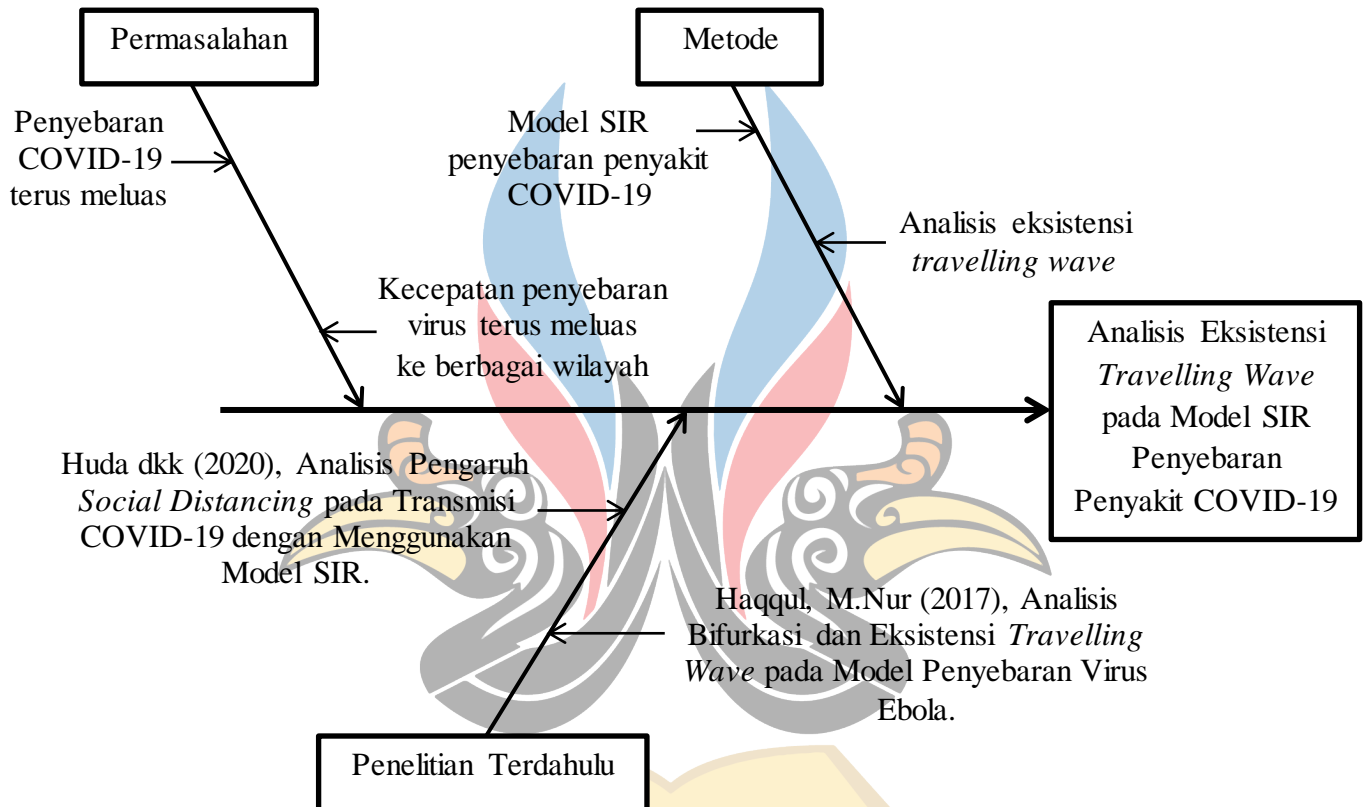 Permasalahan
Metode
Penyebaran
COVID-19
terus meluas
Model SIR
penyebaran penyakit
COVID-19
Analisis eksistensi
travelling wave
Kecepatan penyebaran
virus terus meluas
ke berbagai wilayah
Analisis Eksistensi
Travelling Wave
pada Model SIR
Penyebaran
Penyakit COVID-19
Huda dkk (2020), Analisis Pengaruh
Social Distancing pada Transmisi
COVID-19 dengan Menggunakan
Model SIR.
Haqqul, M.Nur (2017), Analisis
Bifurkasi dan Eksistensi Travelling
Wave pada Model Penyebaran Virus
Ebola.
Penelitian Terdahulu